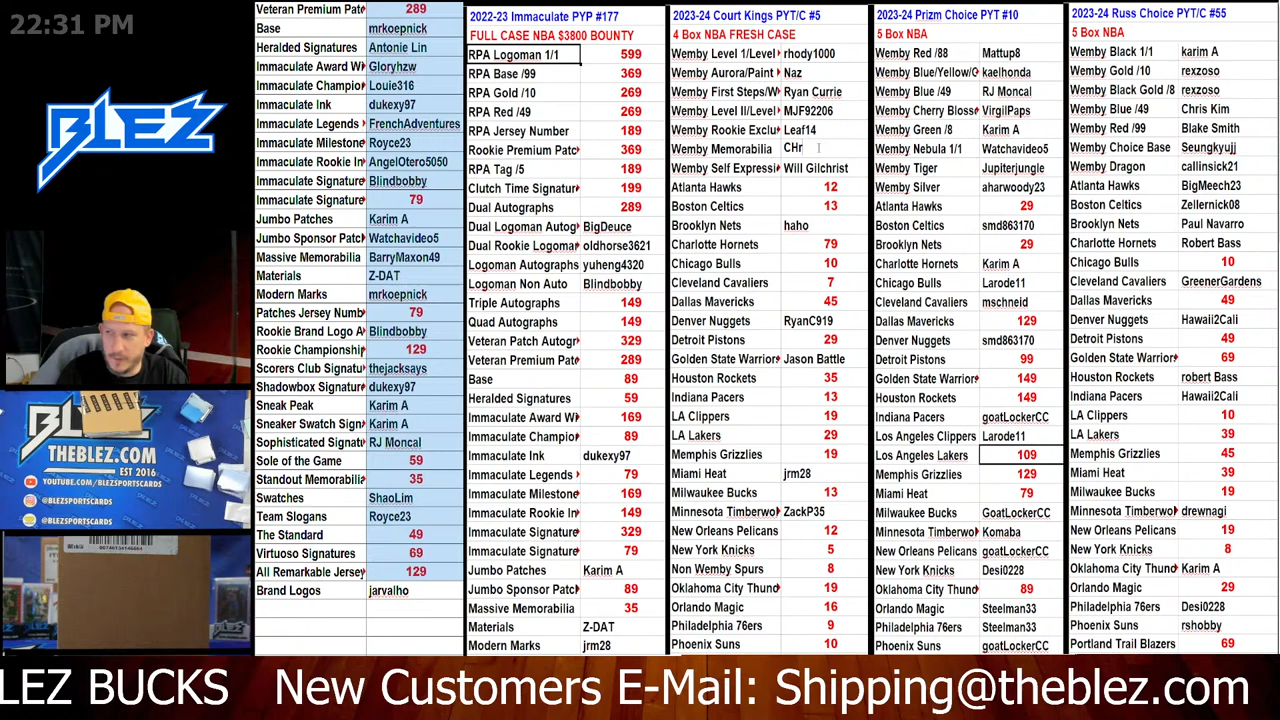 22:31 PM
BLEZ
BLEZ
THEBLEZ.COM
EST 2016
YOUTUBE.COM/BLEZSPORTSCARDS
@BLEZSPORTSCARDS
@BLEZSPORTSCARDS
Veteran Premium Pat 289
Base mrkoepnick
Heralded Signatures Antonie Lin
Immaculate Award Wi Gloryhzw
Immaculate Champio Louie316
Immaculate Ink dukexy97
Immaculate Legends FrenchAdventures
Immaculate Milestone Royce23
Immaculate Rookie In AngelOtero5050
Immaculate Signature Blindbobby
Immaculate Signature 79
Jumbo Patches Karim A
Jumbo Sponsor Patc Watchavideo5
Massive Memorabilia BarryMaxon49
Materials Z-DAT
Modern Marks mrkoepnick
Patches Jersey Numb 79
Rookie Brand Logo A Blindbobby
Rookie Championship 129
Scorers Club Signatu thejacksays
Shadowbox Signature dukexy97
Sneak Peak Karim A
Sneaker Swatch Sign Karim A
Sophisticated Signat RJ Moncal
Sole of the Game 59
Standout Memorabilia 35
Swatches ShaoLim
Team Slogans Royce23
The Standard 49
Virtuoso Signatures 69
All Remarkable Jersey 129
Brand Logos jarvalho
2022-23 Immaculate PYP #177
FULL CASE NBA $3800 BOUNTY
RPA Logoman 1/1 599
RPA Base /99 369
RPA Gold /10 269
RPA Red /49 269
RPA Jersey Number 189
Rookie Premium Patc 369
RPA Tag /5 189
Clutch Time Signatur 199
Dual Autographs 289
Dual Logoman Autog BigDeuce
Dual Rookie Logoman oldhorse3621
Logoman Autographs yuheng4320
Logoman Non Auto Blindbobby
Triple Autographs 149
Quad Autographs 149
Veteran Patch Autogr 329
Veteran Premium Pat 289
Base 89
Heralded Signatures 59
Immaculate Award Wi 169
Immaculate Champio 89
Immaculate Ink dukexy97
Immaculate Legends 79
Immaculate Milestone 169
Immaculate Rookie In 149
Immaculate Signature 329
Immaculate Signature 79
Jumbo Patches Karim A
Jumbo Sponsor Patc 89
Massive Memorabilia 35
Materials Z-DAT
Modern Marks jrm28
2023-24 Court Kings PYT/C #5
4 Box NBA FRESH CASE
Wemby Level 1/Level rhody1000
Wemby Aurora/Paint Naz
Wemby First Steps/W Ryan Currie
Wemby Level II/Level MJF92206
Wemby Rookie Exclu Leaf14
Wemby Memorabilia CHr
Wemby Self Expressi Will Gilchrist
Atlanta Hawks 12
Boston Celtics 13
Brooklyn Nets haho
Charlotte Hornets 79
Chicago Bulls 10
Cleveland Cavaliers 7
Dallas Mavericks 45
Denver Nuggets RyanC919
Detroit Pistons 29
Golden State Warrior Jason Battle
Houston Rockets 35
Indiana Pacers 13
LA Clippers 19
LA Lakers 29
Memphis Grizzlies 19
Miami Heat jrm28
Milwaukee Bucks 13
Minnesota Timberwo ZackP35
New Orleans Pelicans 12
New York Knicks 5
Non Wemby Spurs 8
Oklahoma City Thund 19
Orlando Magic 16
Philadelphia 76ers 9
Phoenix Suns 10
2023-24 Prizm Choice PYT #10
5 Box NBA
Wemby Red /88 Mattup8
Wemby Blue/Yellow/G kaelhonda
Wemby Blue /49 RJ Moncal
Wemby Cherry Blosso VirgilPaps
Wemby Green /8 Karim A
Wemby Nebula 1/1 Watchavideo5
Wemby Tiger Jupiterjungle
Wemby Silver aharwoody23
Atlanta Hawks 29
Boston Celtics smd863170
Brooklyn Nets 29
Charlotte Hornets Karim A
Chicago Bulls Larode11
Cleveland Cavaliers mschneid
Dallas Mavericks 129
Denver Nuggets smd863170
Detroit Pistons 99
Golden State Warrior 149
Houston Rockets 149
Indiana Pacers goatLockerCC
Los Angeles Clippers Larode11
Los Angeles Lakers 109
Memphis Grizzlies 129
Miami Heat 79
Milwaukee Bucks GoatLockerCC
Minnesota Timberwo Komaba
New Orleans Pelicans goatLockerCC
New York Knicks Desi0228
Oklahoma City Thund 89
Orlando Magic Steelman33
Philadelphia 76ers Steelman33
Phoenix Suns goatLockerCC
2023-24 Russ Choice PYT/C #55
5 Box NBA
Wemby Black 1/1 karim A
Wemby Gold /10 rexzoso
Wemby Black Gold /8 rexzoso
Wemby Blue /49 Chris Kim
Wemby Red /99 Blake Smith
Wemby Choice Base Seungkyujj
Wemby Dragon callinsick21
Atlanta Hawks BigMeech23
Boston Celtics Zellernick08
Brooklyn Nets Paul Navarro
Charlotte Hornets Robert Bass
Chicago Bulls 10
Cleveland Cavaliers GreenerGardens
Dallas Mavericks 49
Denver Nuggets Hawaii2Cali
Detroit Pistons 49
Golden State Warrior 69
Houston Rockets robert Bass
Indiana Pacers Hawaii2Cali
LA Clippers 10
LA Lakers 39
Memphis Grizzlies 45
Miami Heat 39
Milwaukee Bucks 19
Minnesota Timberwo drewnagi
New Orleans Pelicans 19
New York Knicks 8
Oklahoma City Thund Karim A
Orlando Magic 29
Philadelphia 76ers Desi0228
Phoenix Suns rshobby
Portland Trail Blazers 69
LEZ BUCKS New Customers E-Mail: Shipping@theblez.com